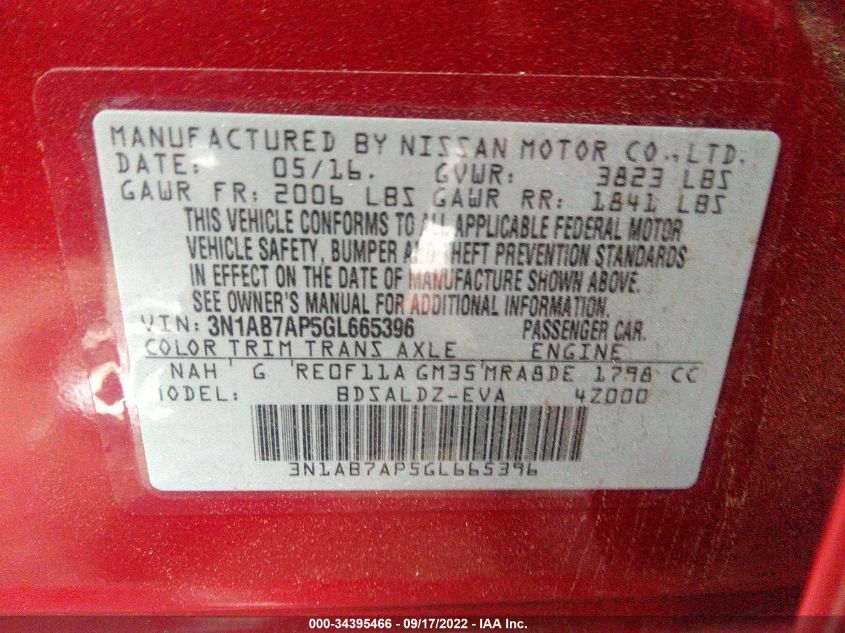 MANUFACTURED BY NISSAN MOTOR CO.,LTD.
DATE: 05/16. GVWR: 3823 LBS
GAWR FR: 2006 LBS GAWR RR: 1841 LBS
THIS VEHICLE CONFORMS TO ALL APPLICABLE FEDERAL MOTOR
VEHICLE SAFETY, BUMPER AND THEFT PREVENTION STANDARDS
IN EFFECT ON THE DATE OF MANUFACTURE SHOWN ABOVE.
SEE OWNER'S MANUAL FOR ADDITIONAL INFORMATION.
VIN: 3N1AB7AP5GL665396 PASSENGER CAR.
COLOR TRIM TRANS AXLE ENGINE
NAH G RE0F11A GM35 MRA8DE 1798 CC
MODEL: BDSALDZ-EVA 4Z000
3N1AB7AP5GL665396
000-34395466 - 09/17/2022 - IAA Inc.